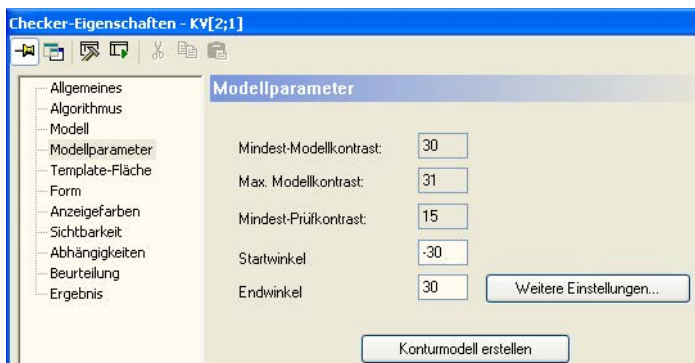 Checker-Eigenschaften - KV[2;1]
Allgemeines
Algorithmus
Modell
Modellparameter
Template-Fläche
Form
Anzeigefarben
Sichtbarkeit
Abhängigkeiten
Beurteilung
Ergebnis
Modellparameter
Mindest-Modellkontrast: 30
Max. Modellkontrast: 31
Mindest-Prüfkontrast: 15
Startwinkel -30
Endwinkel 30 Weitere Einstellungen...
Konturmodell erstellen